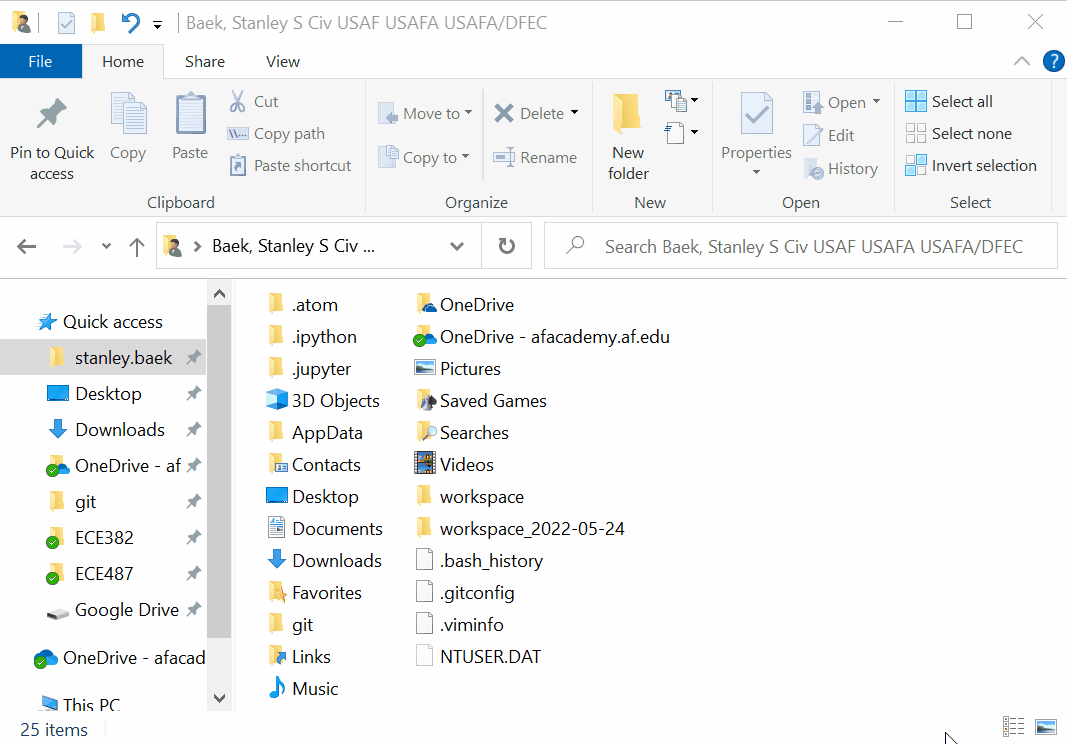 Baek, Stanley S Civ USAF USAFA USAFA/DFEC
File Home Share View
Pin to Quick access
Copy
Paste
Cut
Copy path
Paste shortcut
Clipboard
Move to
Copy to
Delete
Rename
Organize
New folder
New
Properties
Open
Edit
History
Open
Select all
Select none
Invert selection
Select
Baek, Stanley S Civ ...
Search Baek, Stanley S Civ USAF USAFA USAFA/DFEC
Quick access
stanley.baek
Desktop
Downloads
OneDrive - af
git
ECE382
ECE487
Google Drive
OneDrive - afacad
This PC
.atom
.ipython
.jupyter
3D Objects
AppData
Contacts
Desktop
Documents
Downloads
Favorites
git
Links
Music
OneDrive
OneDrive - afacademy.af.edu
Pictures
Saved Games
Searches
Videos
workspace
workspace_2022-05-24
.bash_history
.gitconfig
.viminfo
NTUSER.DAT
25 items